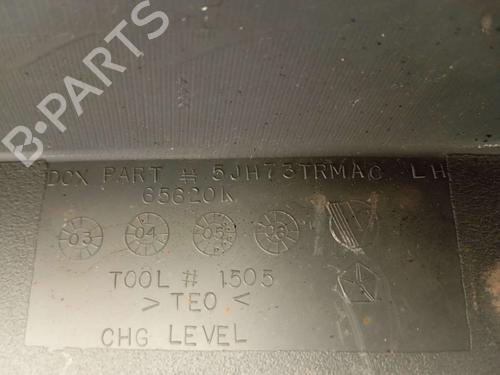 B-PARTS
DCX PART # 5JH73TRMAC LH
65620K
03 04 05 06
TOOL # 1505
> TEO <
CHG LEVEL